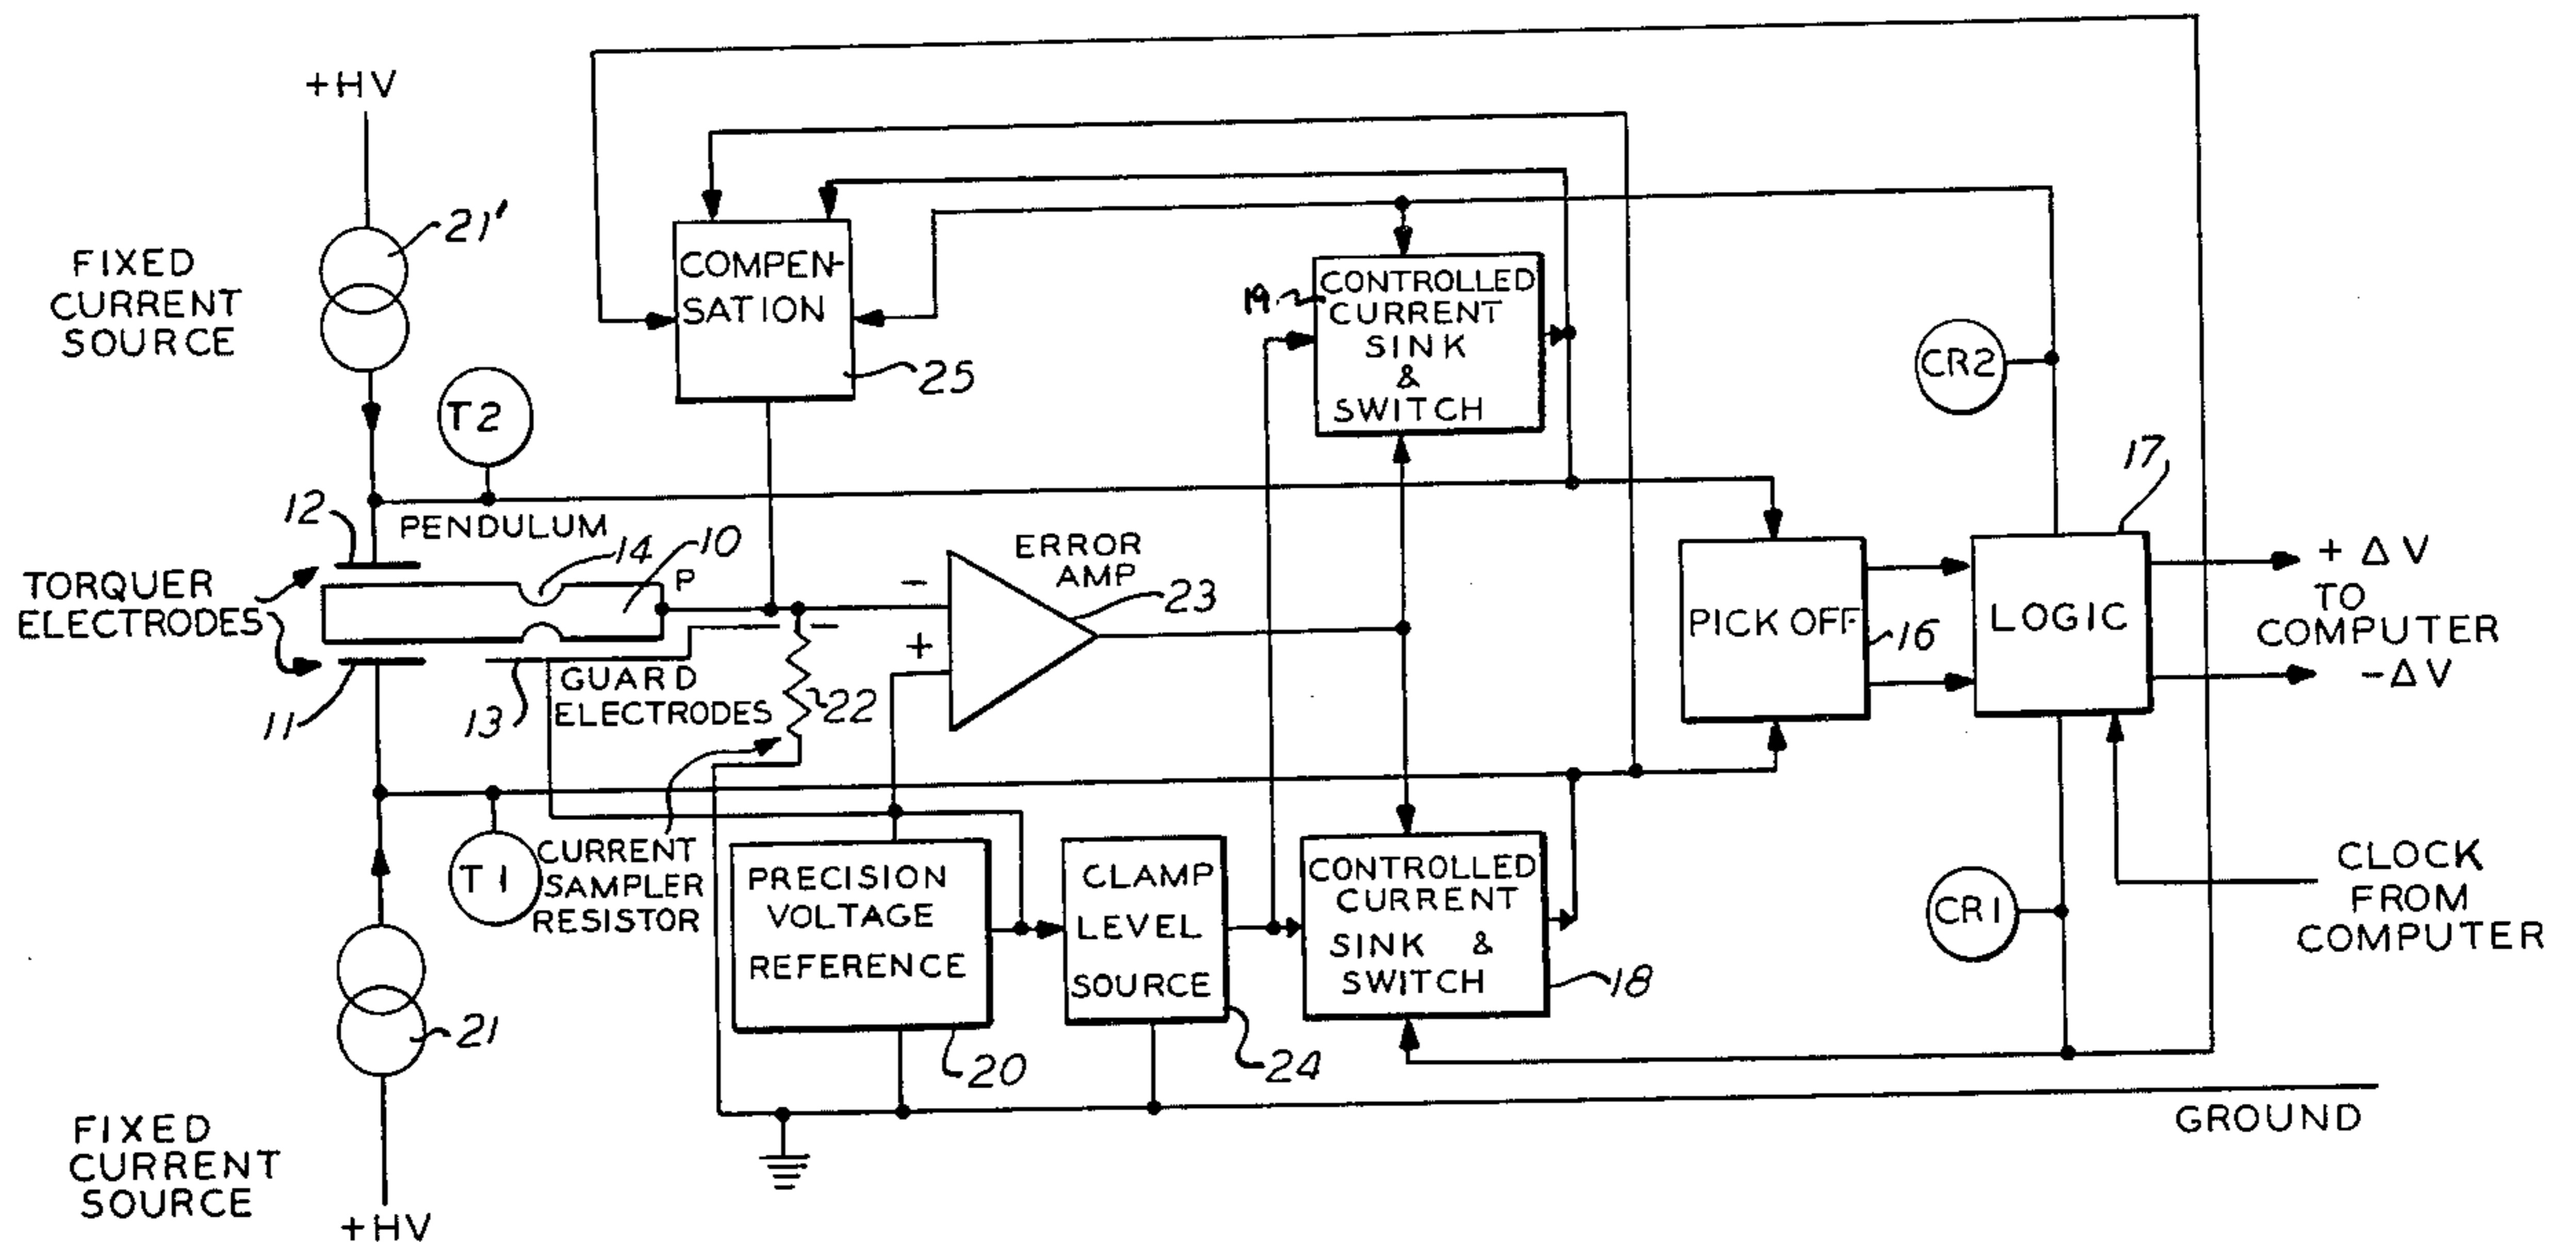 +HV
21'
FIXED
CURRENT
SOURCE
T2
COMPEN-
SATION
25
19
CONTROLLED
CURRENT
SINK
&
SWITCH
CR2
17
12
PENDULUM
14
10
P
TORQUER
ELECTRODES
11
13
GUARD
ELECTRODES
22
-
+
ERROR
AMP
23
PICK OFF
16
LOGIC
+ Δ V
TO
COMPUTER
-Δ V
T1
CURRENT
SAMPLER
RESISTOR
PRECISION
VOLTAGE
REFERENCE
20
CLAMP
LEVEL
SOURCE
24
CONTROLLED
CURRENT
SINK &
SWITCH
18
CR1
CLOCK
FROM
COMPUTER
21
FIXED
CURRENT
SOURCE
+HV
GROUND